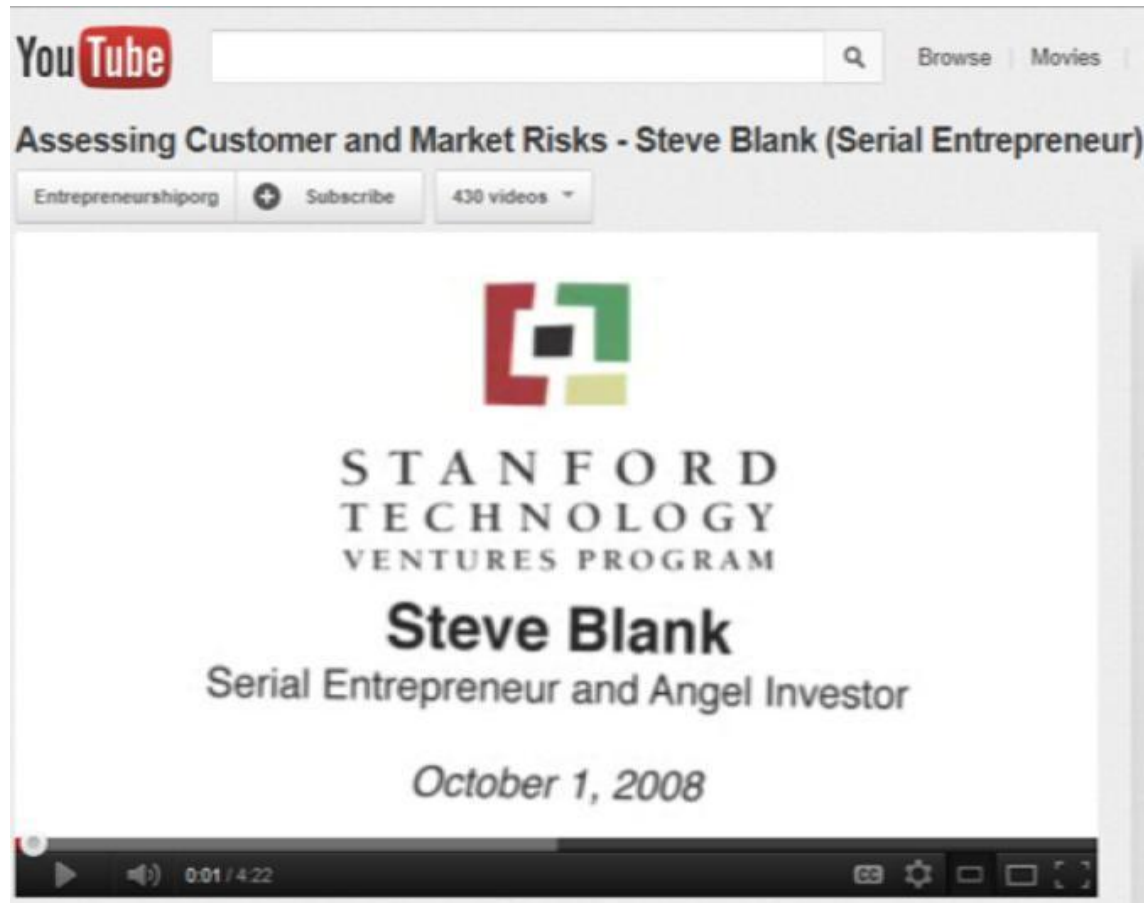 YouTube
Browse Movies
Assessing Customer and Market Risks - Steve Blank (Serial Entrepreneur)
Entrepreneurshiporg Subscribe 430 videos
STANFORD
TECHNOLOGY
VENTURES PROGRAM
Steve Blank
Serial Entrepreneur and Angel Investor
October 1, 2008
0:01 / 4:22 CC